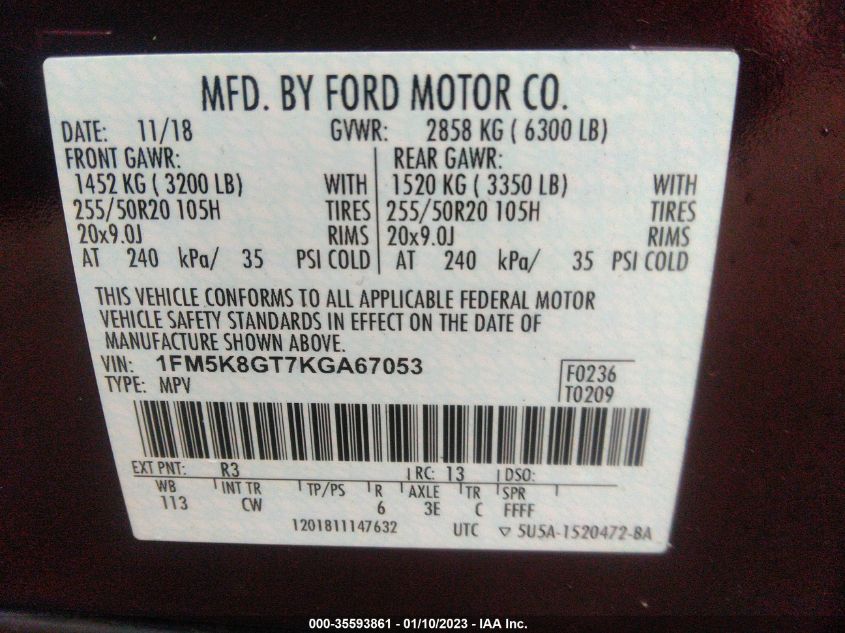 MFD. BY FORD MOTOR CO.
DATE: 11/18 GVWR: 2858 KG ( 6300 LB)
FRONT GAWR: REAR GAWR:
1452 KG ( 3200 LB) WITH 1520 KG ( 3350 LB) WITH
255/50R20 105H TIRES 255/50R20 105H TIRES
20x9.0J RIMS 20x9.0J RIMS
AT 240 kPa/ 35 PSI COLD AT 240 kPa/ 35 PSI COLD
THIS VEHICLE CONFORMS TO ALL APPLICABLE FEDERAL MOTOR
VEHICLE SAFETY STANDARDS IN EFFECT ON THE DATE OF
MANUFACTURE SHOWN ABOVE.
VIN: 1FM5K8GT7KGA67053 F0236
TYPE: MPV T0209
EXT PNT: R3 RC: 13 DSO:
WB INT TR TP/PS R AXLE TR SPR
113 CW 6 3E C FFFF
1201811147632 UTC ▽ 5U5A-1520472-BA
000-35593861 - 01/10/2023 - IAA Inc.